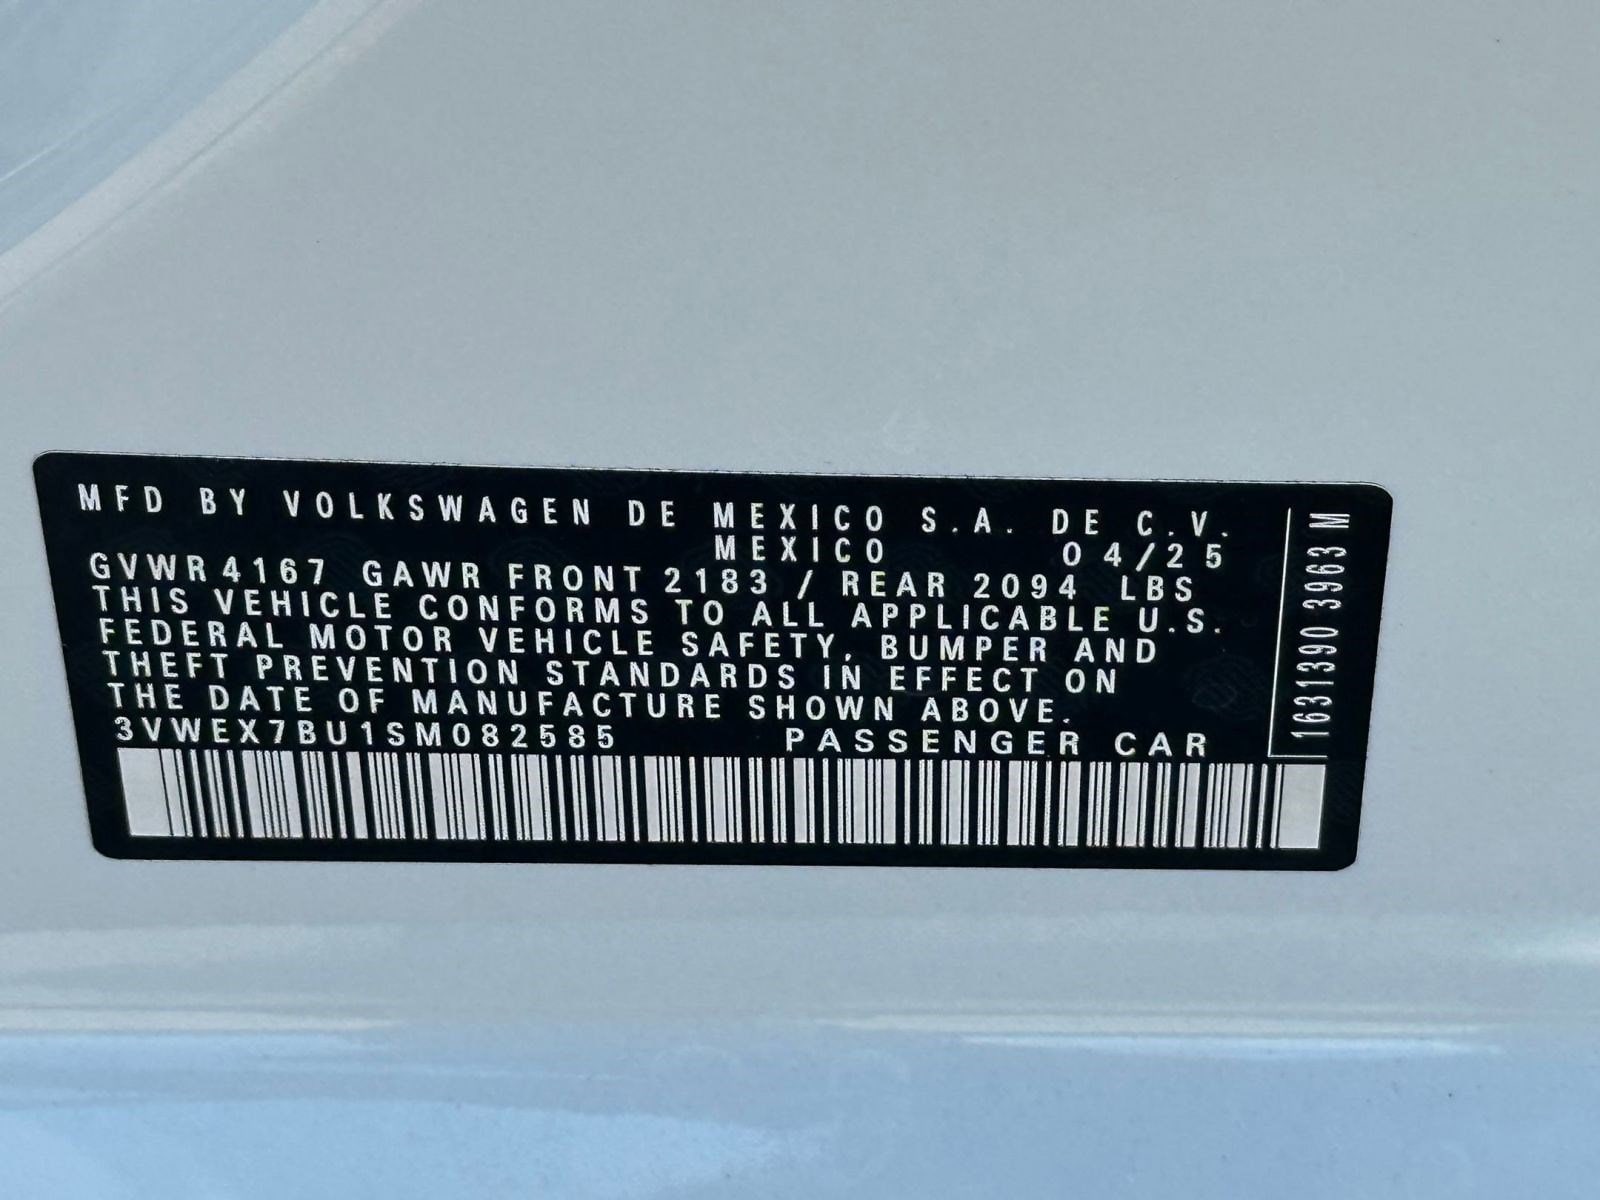 MFD BY VOLKSWAGEN DE MEXICO S.A. DE C.V.
MEXICO 04/25
GVWR 4167 GAWR FRONT 2183 / REAR 2094 LBS
THIS VEHICLE CONFORMS TO ALL APPLICABLE U.S.
FEDERAL MOTOR VEHICLE SAFETY, BUMPER AND
THEFT PREVENTION STANDARDS IN EFFECT ON
THE DATE OF MANUFACTURE SHOWN ABOVE.
3VWEX7BU1SM082585 PASSENGER CAR
1631390 3963 M